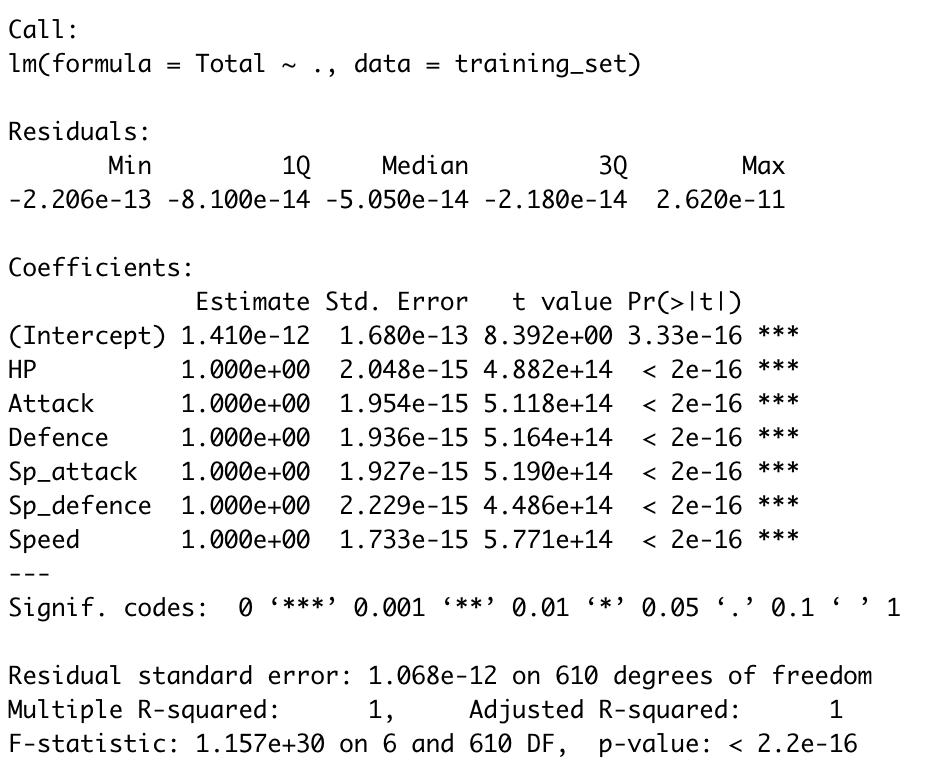 Call:
lm(formula = Total ~ ., data = training_set)
Residuals:
Min 1Q Median 3Q Max
-2.206e-13 -8.100e-14 -5.050e-14 -2.180e-14 2.620e-11
Coefficients:
Estimate Std. Error t value Pr(>|t|)
(Intercept) 1.410e-12 1.680e-13 8.392e+00 3.33e-16 ***
HP 1.000e+00 2.048e-15 4.882e+14 < 2e-16 ***
Attack 1.000e+00 1.954e-15 5.118e+14 < 2e-16 ***
Defence 1.000e+00 1.936e-15 5.164e+14 < 2e-16 ***
Sp_attack 1.000e+00 1.927e-15 5.190e+14 < 2e-16 ***
Sp_defence 1.000e+00 2.229e-15 4.486e+14 < 2e-16 ***
Speed 1.000e+00 1.733e-15 5.771e+14 < 2e-16 ***
---
Signif. codes: 0 ‘***’ 0.001 ‘**’ 0.01 ‘*’ 0.05 ‘.’ 0.1 ‘ ’ 1
Residual standard error: 1.068e-12 on 610 degrees of freedom
Multiple R-squared: 1, Adjusted R-squared: 1
F-statistic: 1.157e+30 on 6 and 610 DF, p-value: < 2.2e-16